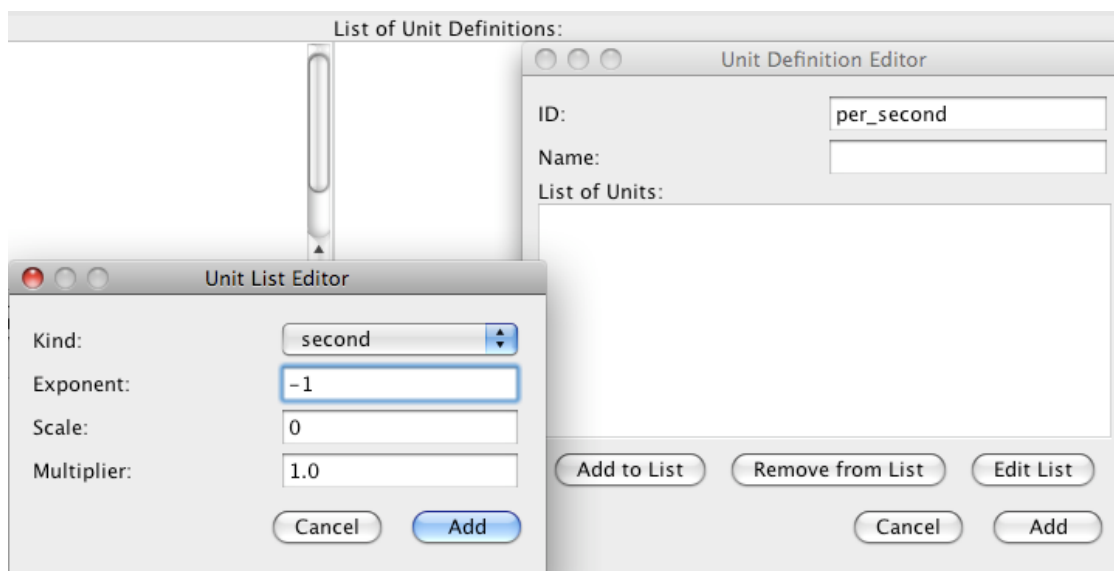 List of Unit Definitions:
Unit Definition Editor
ID: per_second
Name:
List of Units:
Add to List Remove from List Edit List
Cancel Add
Unit List Editor
Kind: second
Exponent: -1
Scale: 0
Multiplier: 1.0
Cancel Add